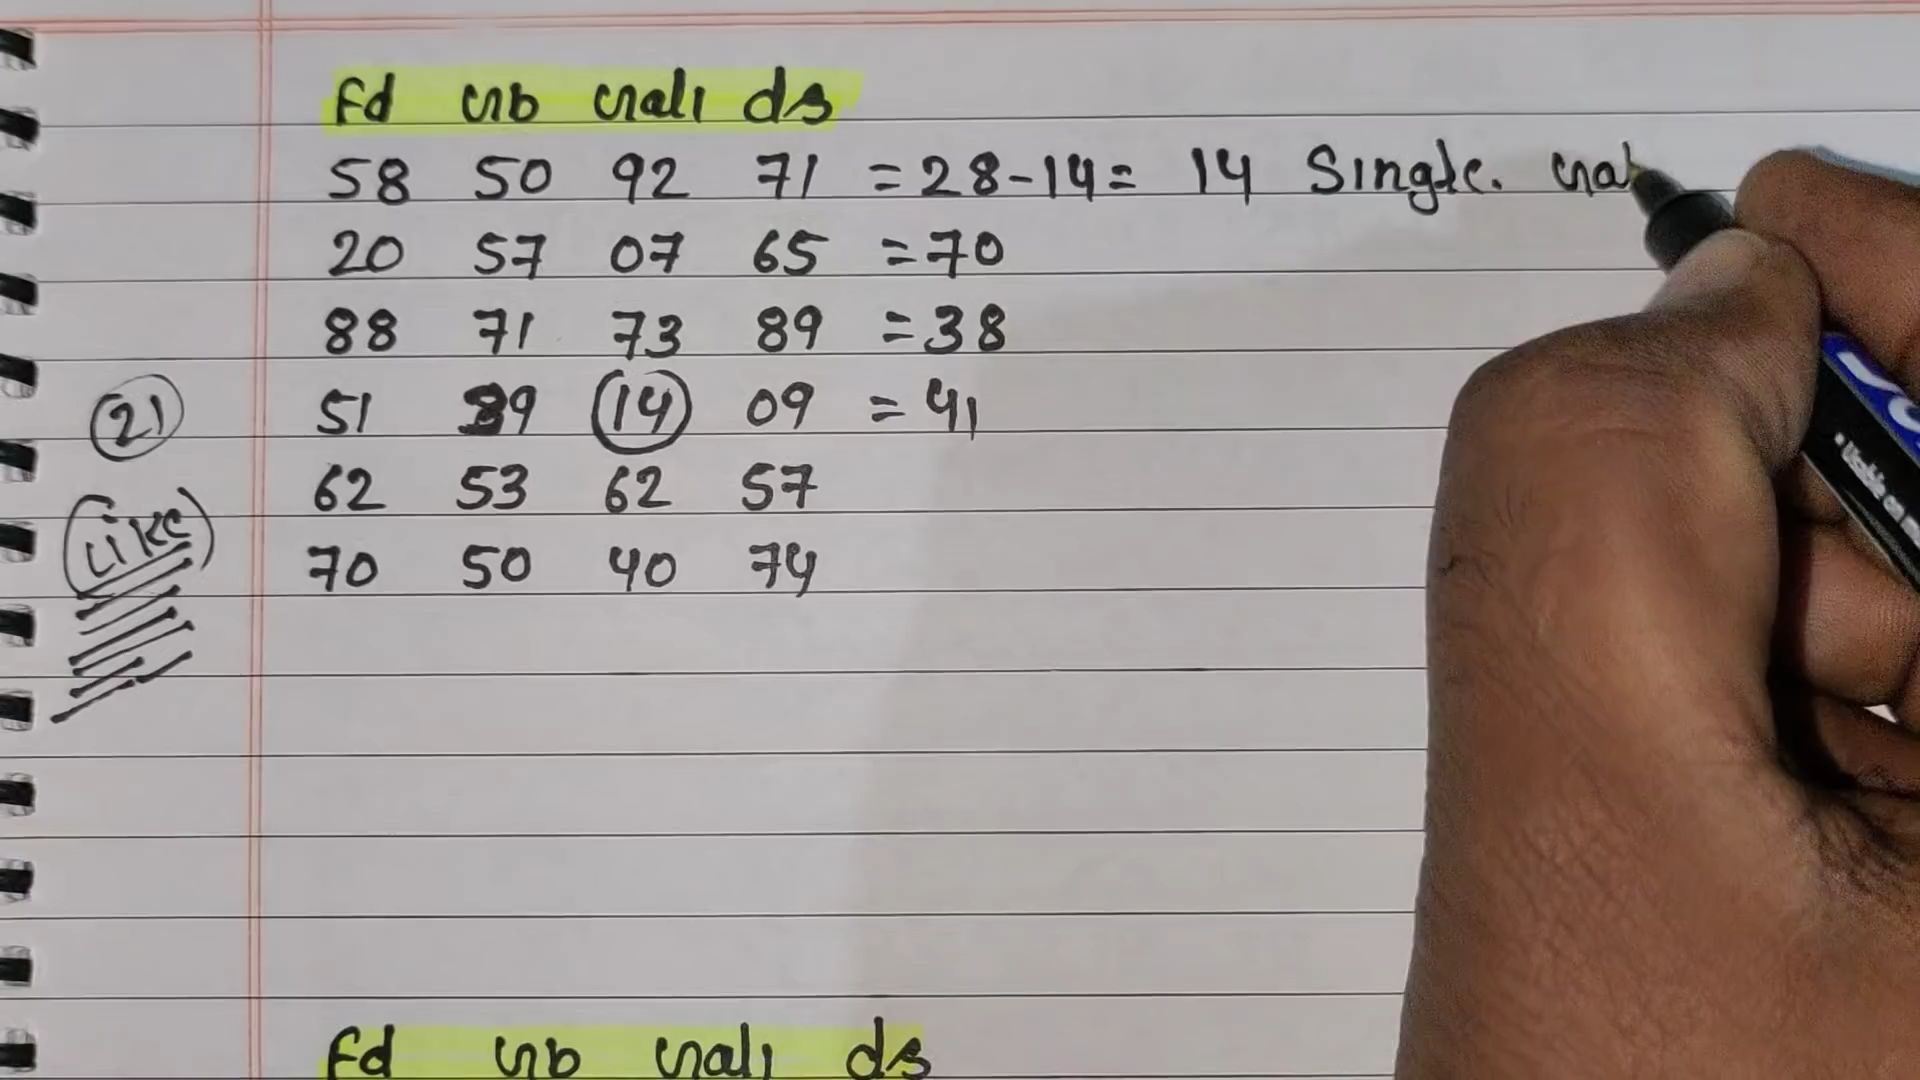 Fd Gb Gali ds
58 50 92 71 = 28-14= 14 Single. Gal
20 57 07 65 = 70
88 71 73 89 = 38
21
51 39 14 09 = 41
62 53 62 57
Like
70 50 40 74
Fd Gb Gali ds